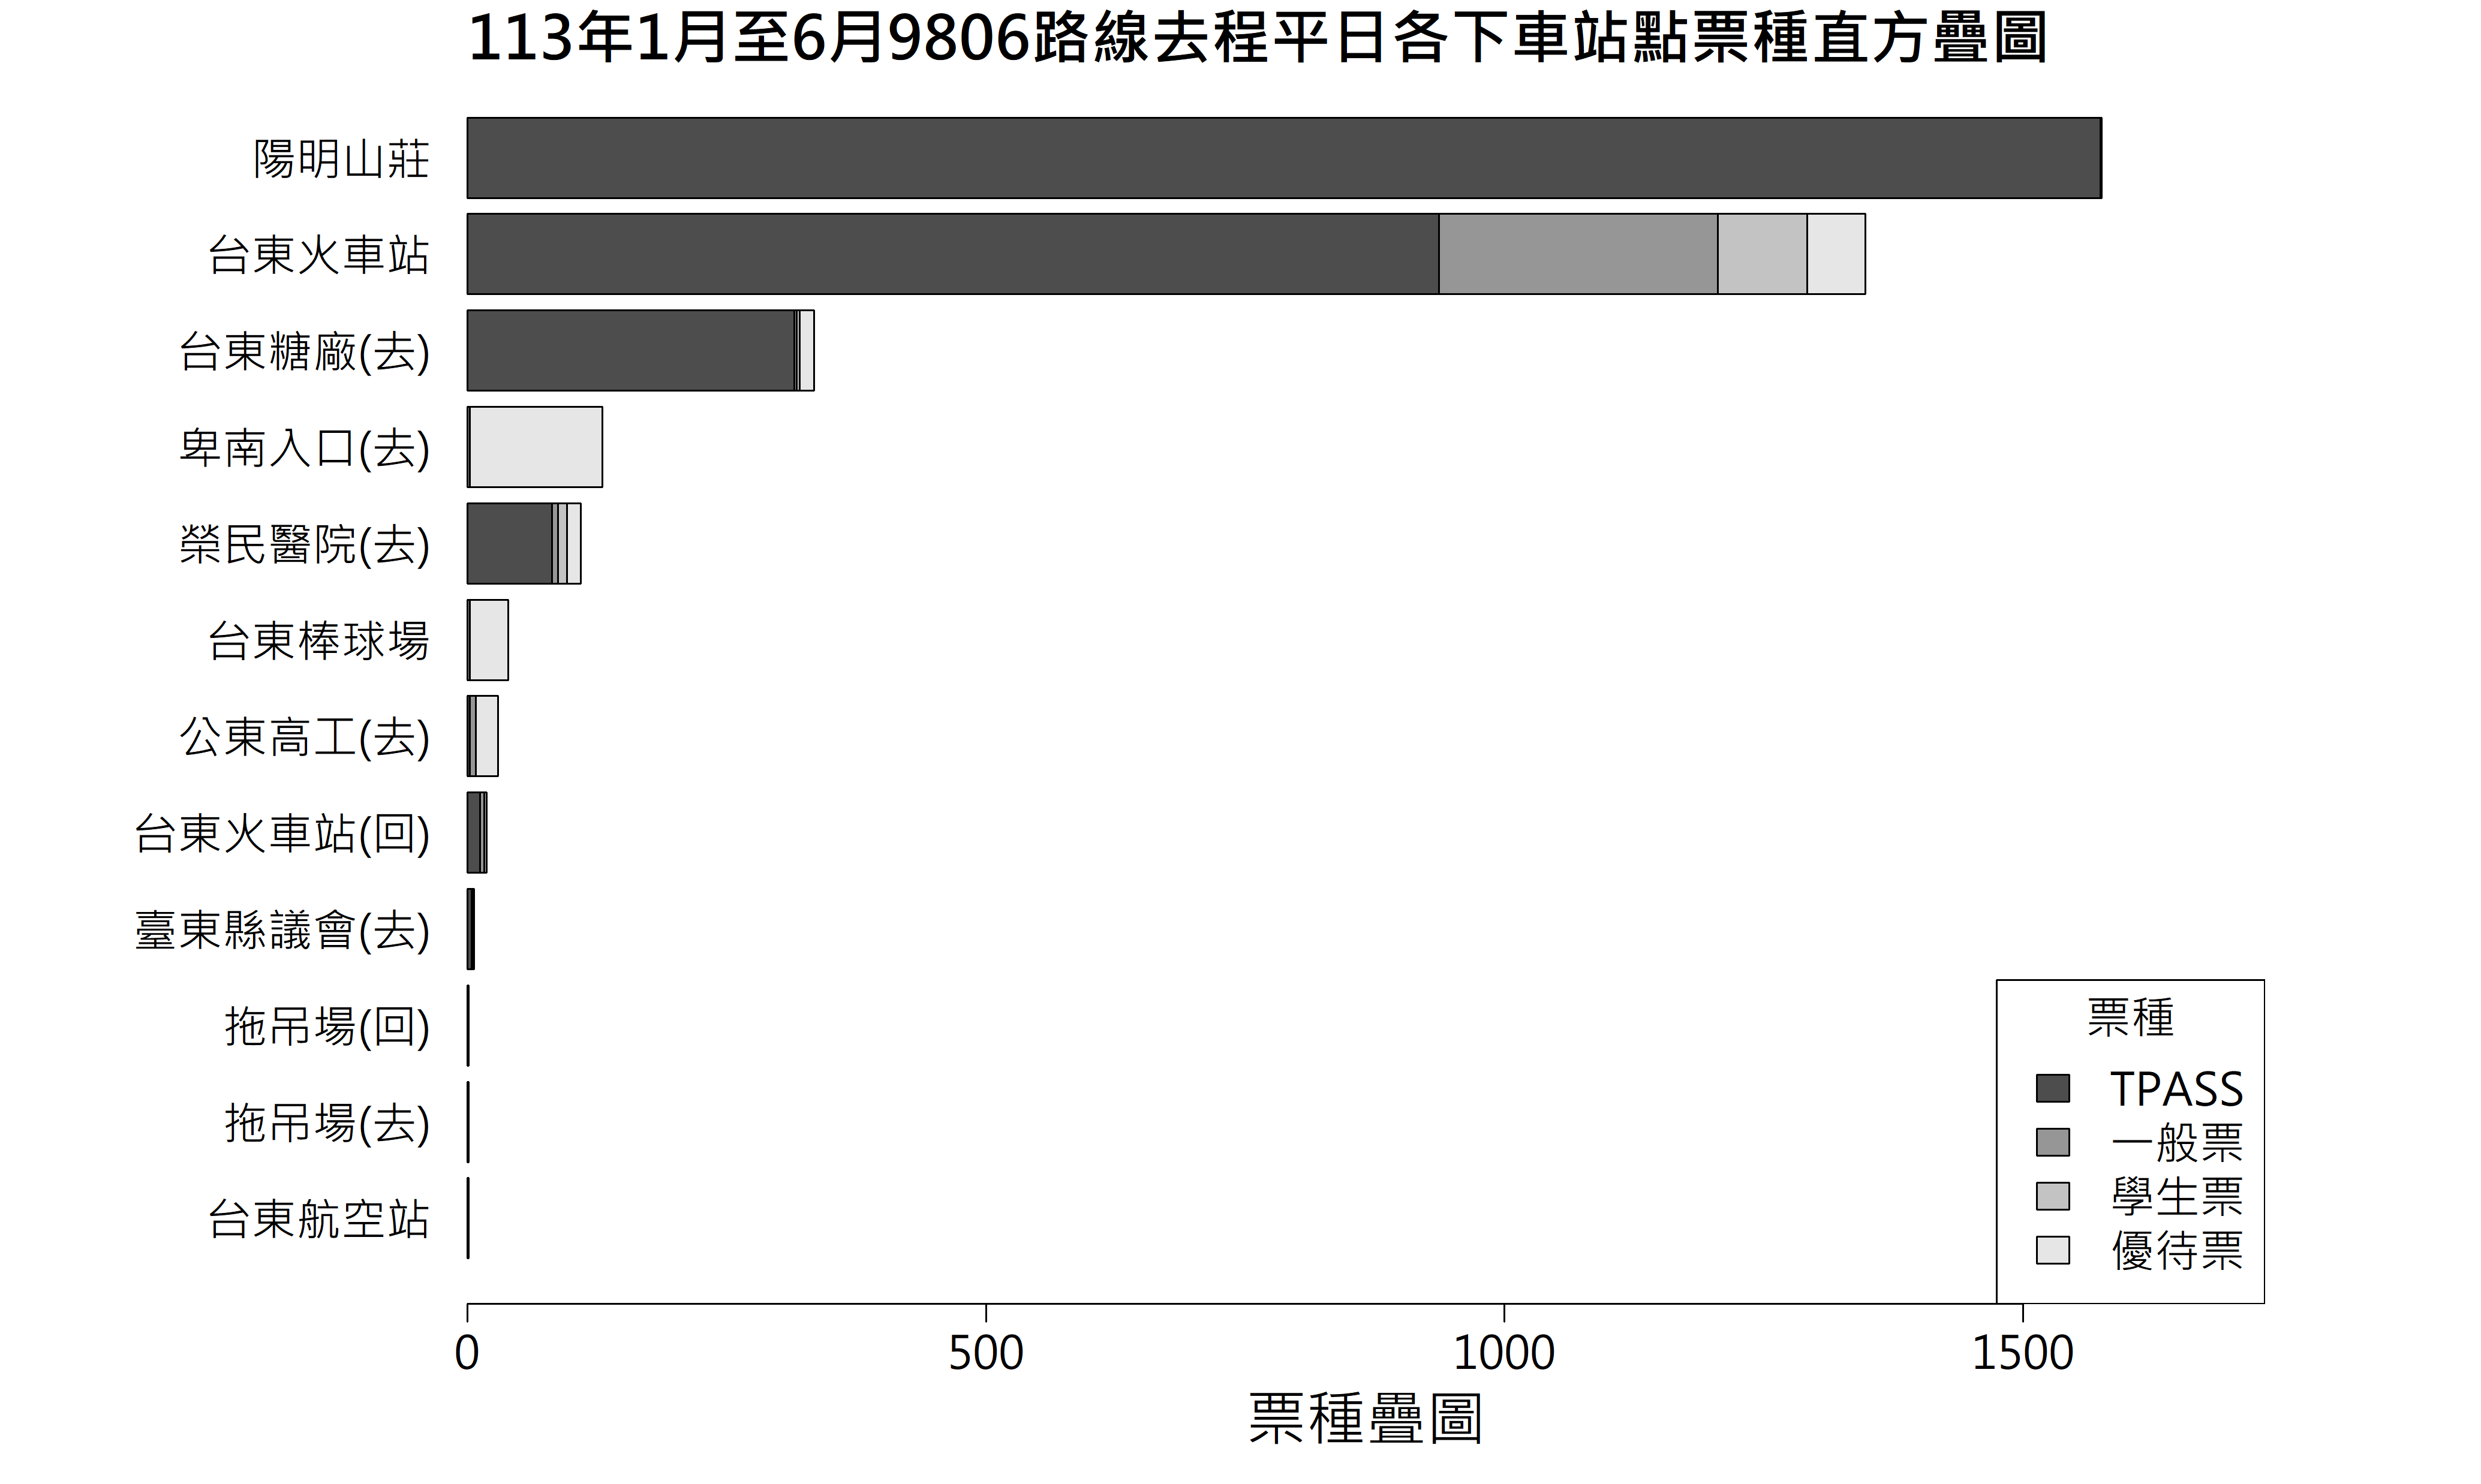 113年1月至6月9806路線去程平日各下車站點票種直方疊圖
陽明山莊
台東火車站
台東糖廠(去)
卑南入口(去)
榮民醫院(去)
台東棒球場
公東高工(去)
台東火車站(回)
臺東縣議會(去)
拖吊場(回)
拖吊場(去)
台東航空站
票種
TPASS
一般票
學生票
優待票
0 500 1000 1500
票種疊圖